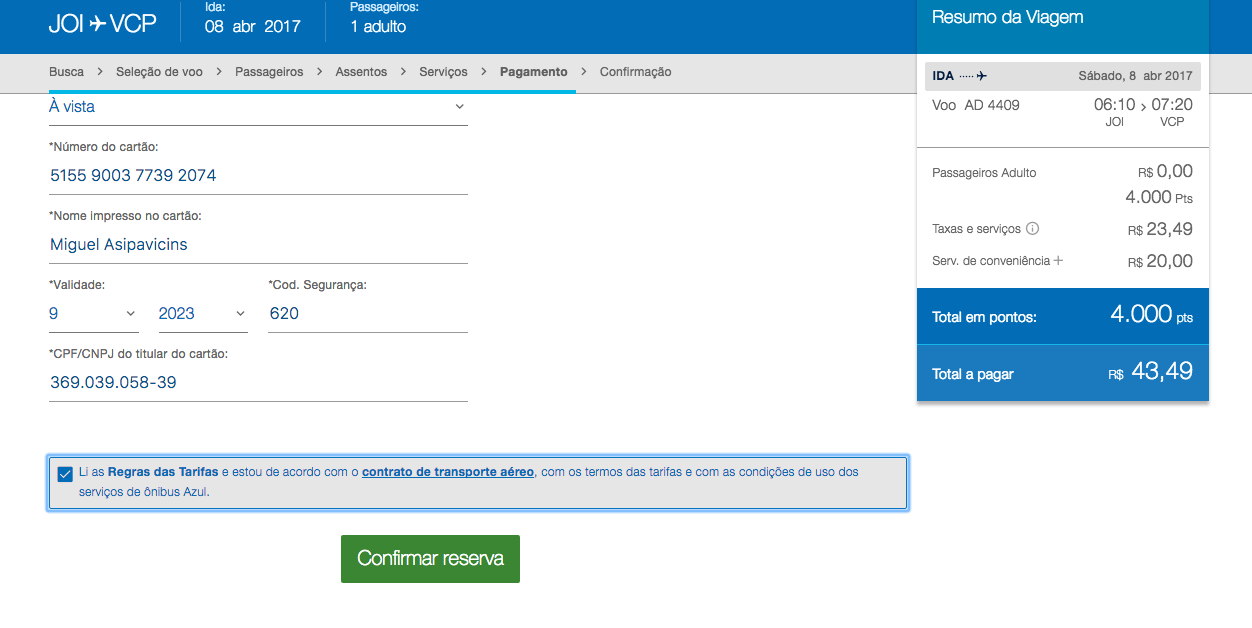 JOI VCP
Ida:
08 abr 2017
Passageiros:
1 adulto
Busca > Seleção de voo > Passageiros > Assentos > Serviços > Pagamento > Confirmação
À vista
*Número do cartão:
5155 9003 7739 2074
*Nome impresso no cartão:
Miguel Asipavicins
*Validade:
9
2023
*Cod. Segurança:
620
*CPF/CNPJ do titular do cartão:
369.039.058-39
Li as Regras das Tarifas e estou de acordo com o contrato de transporte aéreo, com os termos das tarifas e com as condições de uso dos
serviços de ônibus Azul.
Confirmar reserva
Resumo da Viagem
IDA ····· Sábado, 8 abr 2017
Voo AD 4409 06:10 > 07:20
JOI VCP
Passageiros Adulto R$ 0,00
4.000 Pts
Taxas e serviços R$ 23,49
Serv. de conveniência + R$ 20,00
Total em pontos: 4.000 pts
Total a pagar R$ 43,49